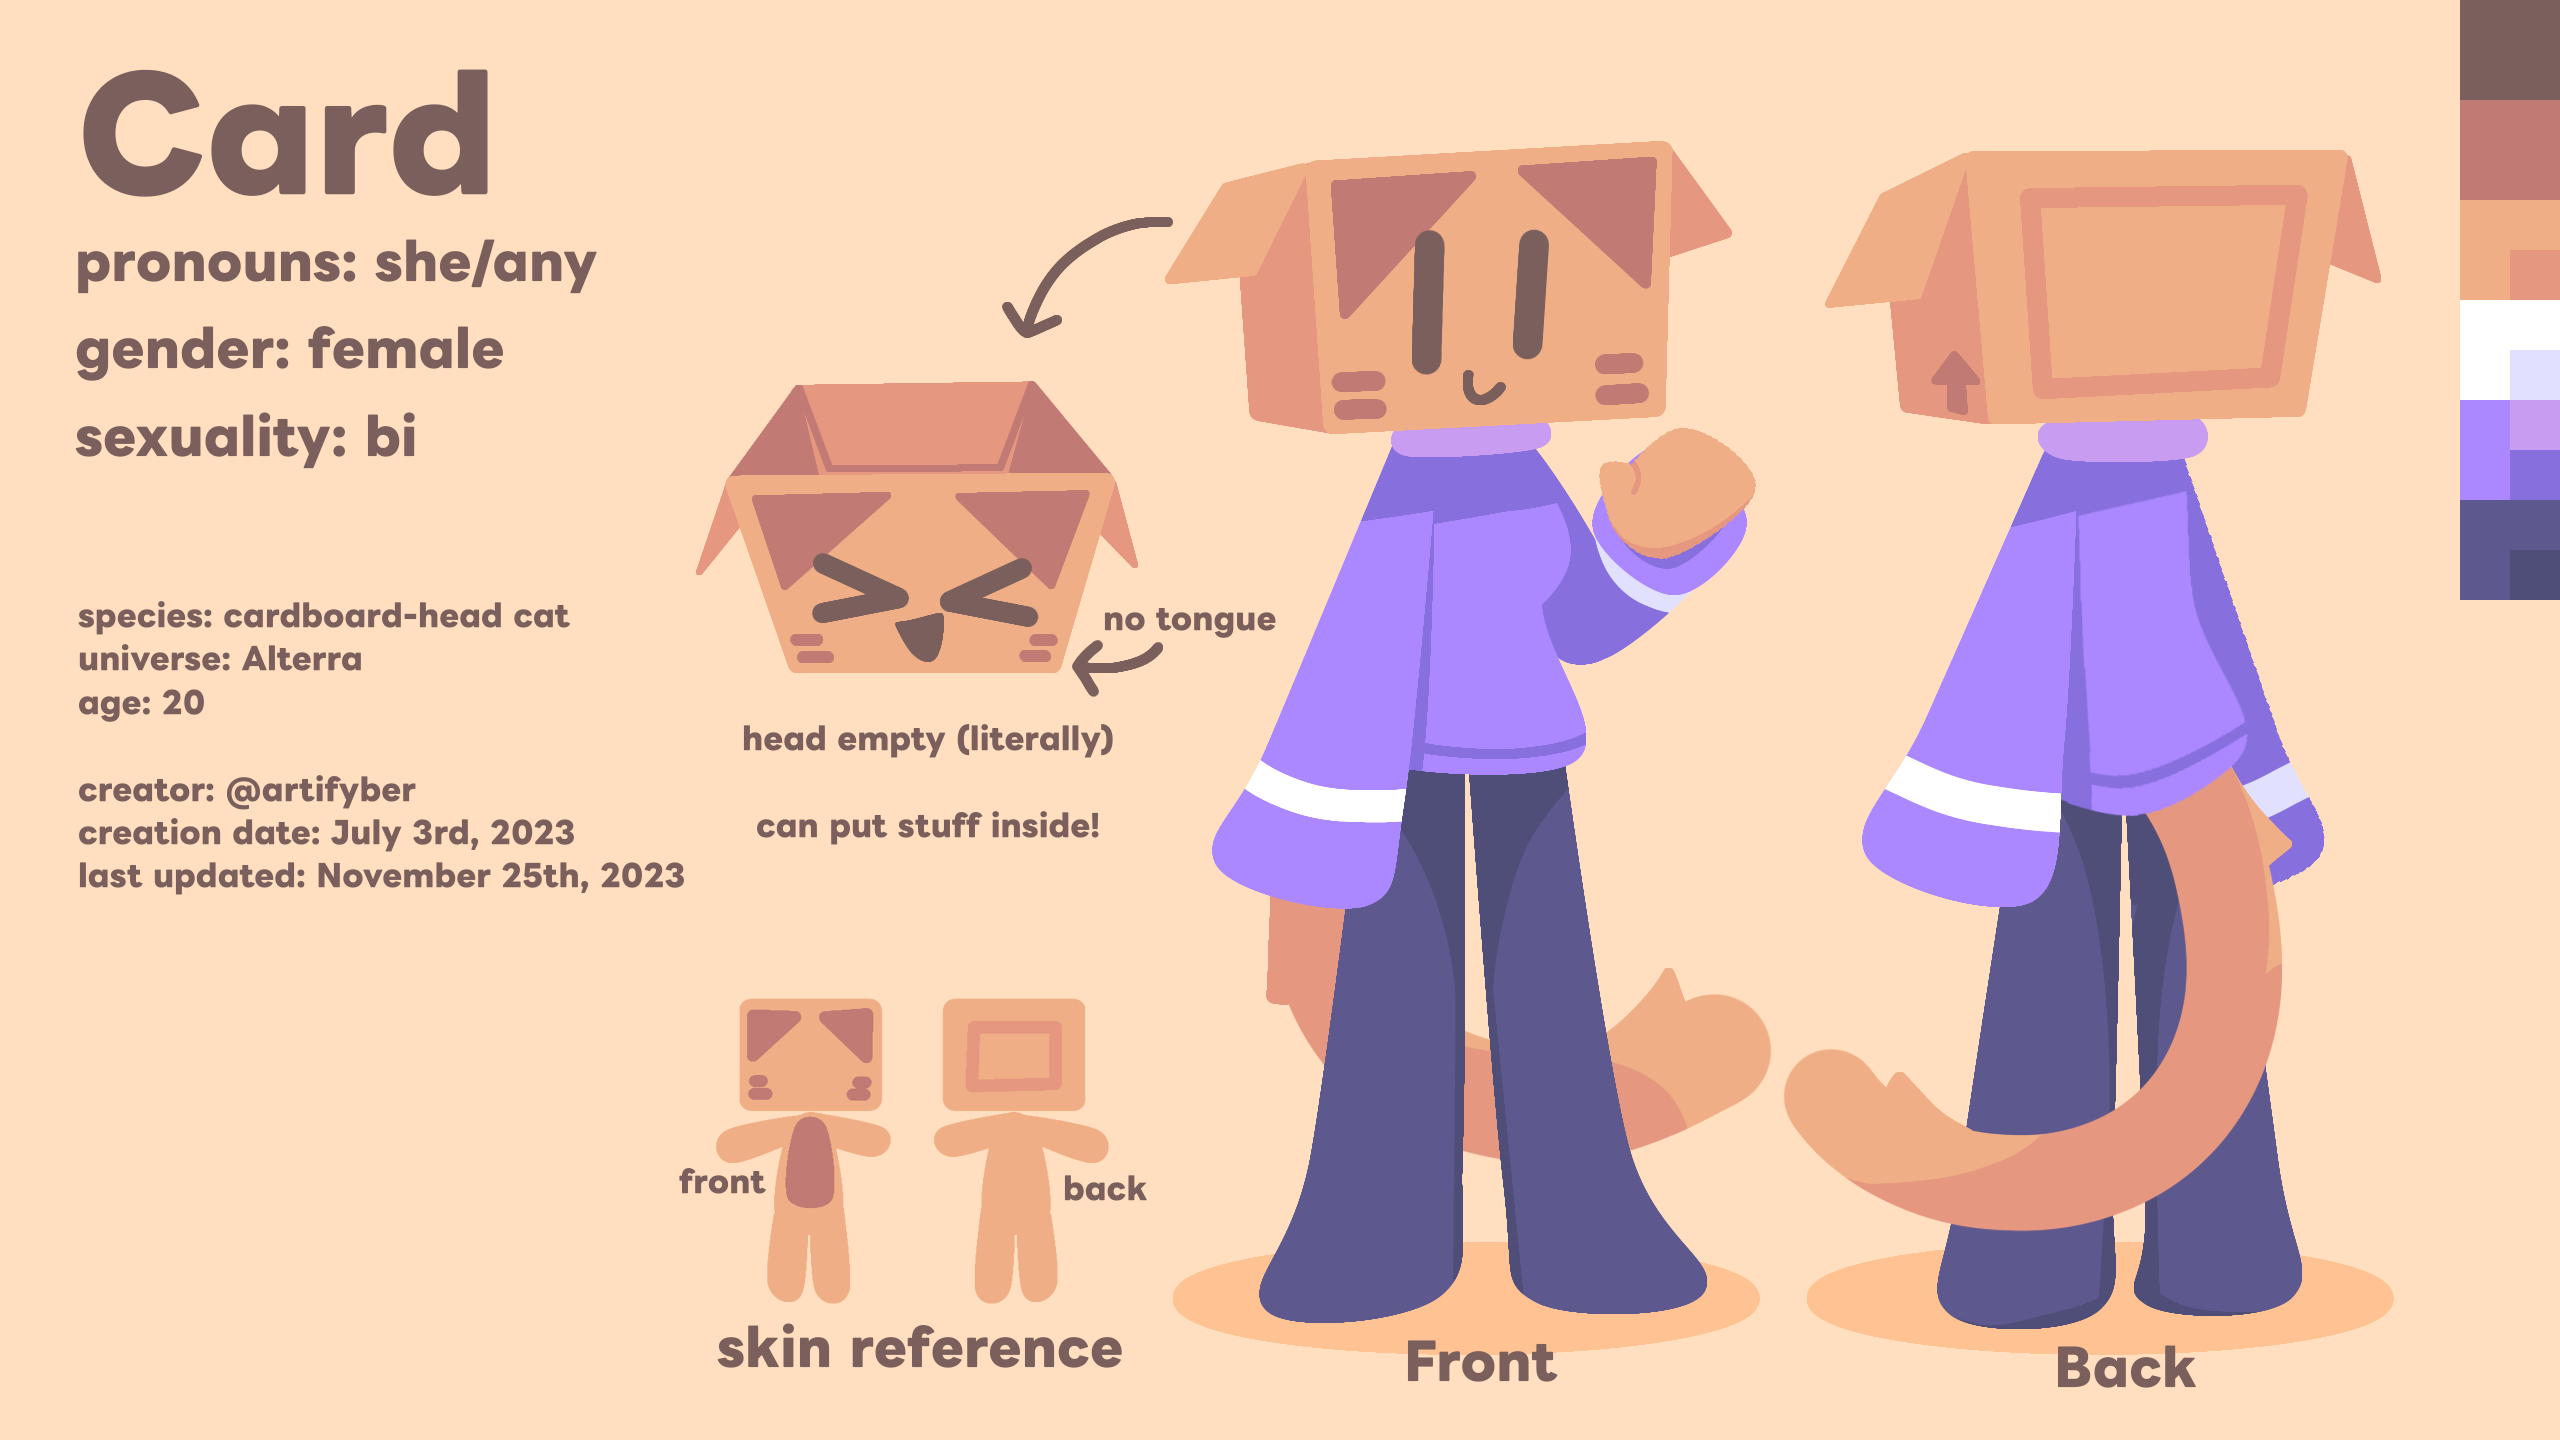 Card
pronouns: she/any
gender: female
sexuality: bi
species: cardboard-head cat
universe: Alterra
age: 20
creator: @artifyber
creation date: July 3rd, 2023
last updated: November 25th, 2023
no tongue
head empty (literally)
can put stuff inside!
front
back
skin reference
Front
Back